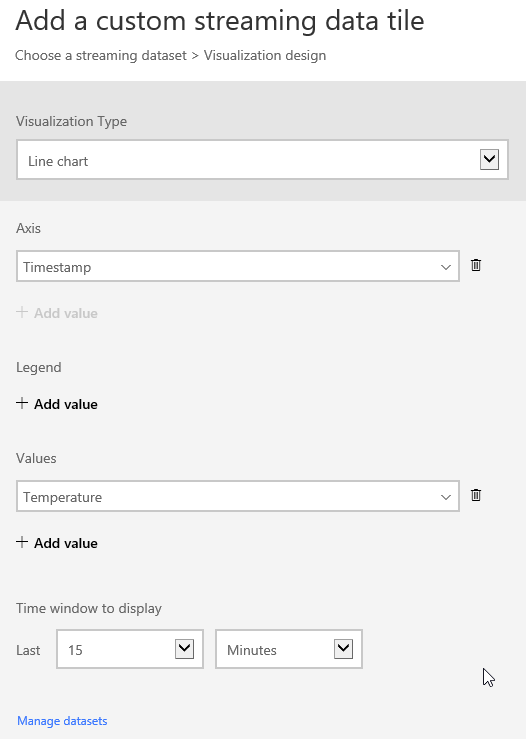 Add a custom streaming data tile
Choose a streaming dataset > Visualization design
Visualization Type
Line chart
Axis
Timestamp
+ Add value
Legend
+ Add value
Values
Temperature
+ Add value
Time window to display
Last 15 Minutes
Manage datasets